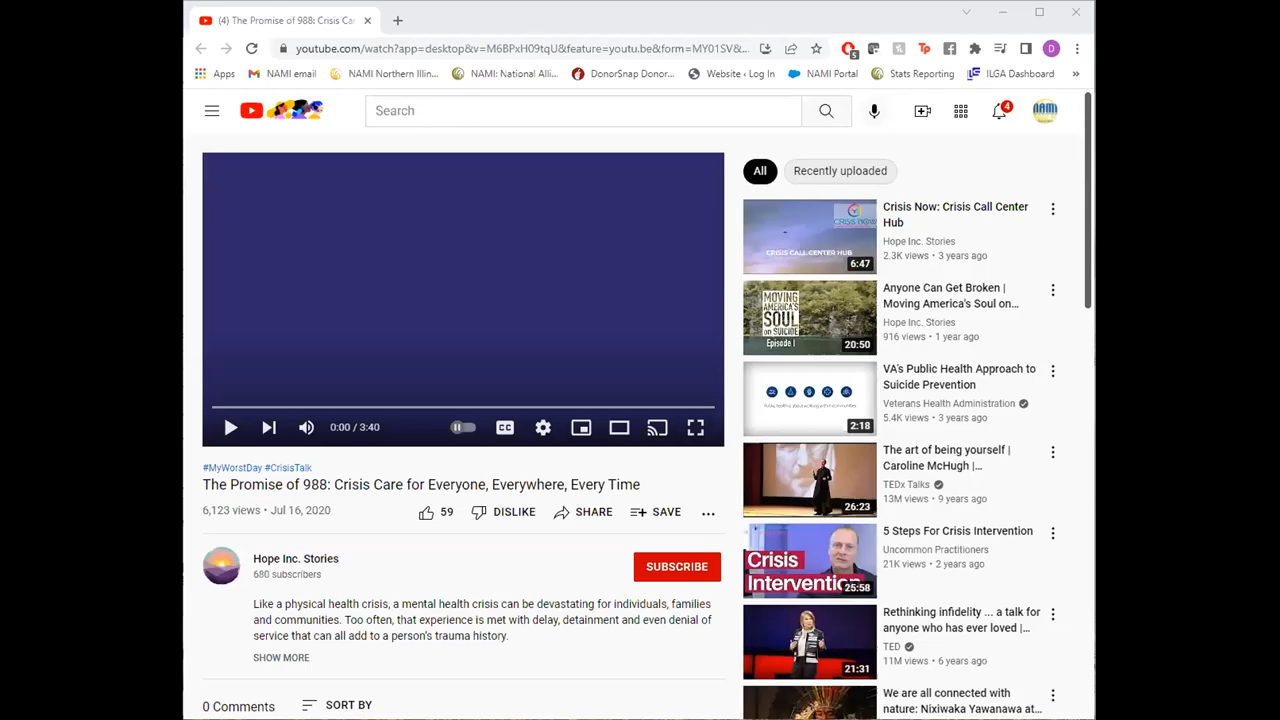 (4) The Promise of 988: Crisis Ca
youtube.com/watch?app=desktop&v=M6BPxH09tqU&feature=youtu.be&form=MY01SV&...
5
Tp
D
Apps
NAMI email
NAMI Northern Illin...
NAMI: National Alli...
DonorSnap Donor...
Website ‹ Log In
NAMI Portal
Stats Reporting
ILGA Dashboard
»
Search
4
NAMI
All
Recently uploaded
CRISIS NOW
CRISIS CALL CENTER HUB
6:47
Crisis Now: Crisis Call Center
Hub
Hope Inc. Stories
2.3K views • 3 years ago
MOVING
AMERICA'S
SOUL
on SUICIDE
Episode I
20:50
Anyone Can Get Broken |
Moving America's Soul on...
Hope Inc. Stories
916 views • 1 year ago
2:18
VA's Public Health Approach to
Suicide Prevention
Veterans Health Administration
5.4K views • 3 years ago
26:23
The art of being yourself |
Caroline McHugh |...
TEDx Talks
13M views • 9 years ago
Crisis
Intervention
25:58
5 Steps For Crisis Intervention
Uncommon Practitioners
21K views • 2 years ago
21:31
Rethinking infidelity ... a talk for
anyone who has ever loved |...
TED
11M views • 6 years ago
We are all connected with
nature: Nixiwaka Yawanawa at...
0:00 / 3:40
CC
#MyWorstDay #CrisisTalk
The Promise of 988: Crisis Care for Everyone, Everywhere, Every Time
6,123 views • Jul 16, 2020
59
DISLIKE
SHARE
SAVE
Hope Inc. Stories
680 subscribers
SUBSCRIBE
Like a physical health crisis, a mental health crisis can be devastating for individuals, families
and communities. Too often, that experience is met with delay, detainment and even denial of
service that can all add to a person's trauma history.
SHOW MORE
0 Comments
SORT BY